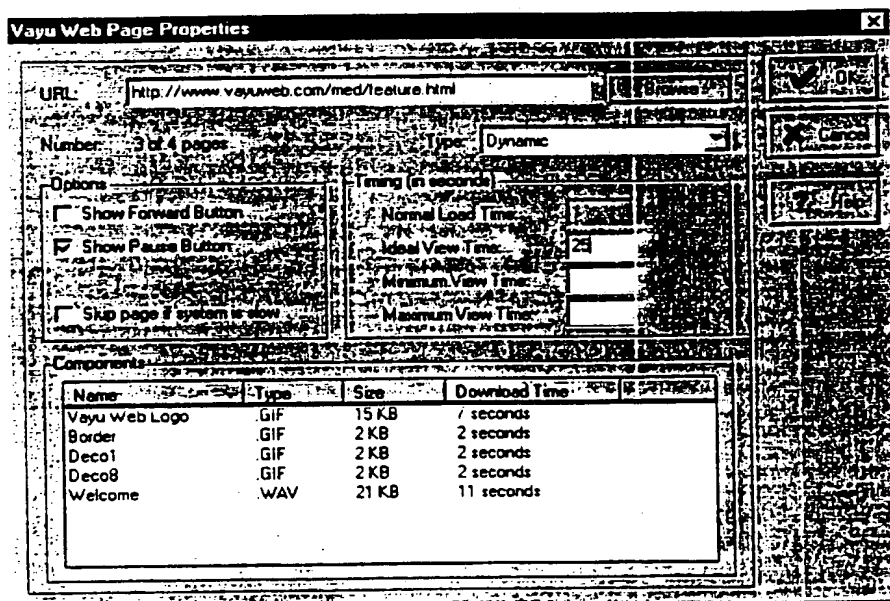 Vayu Web Page Properties
URL: http://www.vayuweb.com/med/feature.html Browse
OK
Number: 3 of 4 pages Type: Dynamic
Cancel
Options
Show Forward Button
Show Pause Button
Skip page if system is slow
Timing (in seconds)
Normal Load Time:
Ideal View Time: 25
Minimum View Time:
Maximum View Time:
Help
Components
Name Type Size Download Time
Vayu Web Logo .GIF 15 KB 7 seconds
Border .GIF 2 KB 2 seconds
Deco1 .GIF 2 KB 2 seconds
Deco8 .GIF 2 KB 2 seconds
Welcome .WAV 21 KB 11 seconds